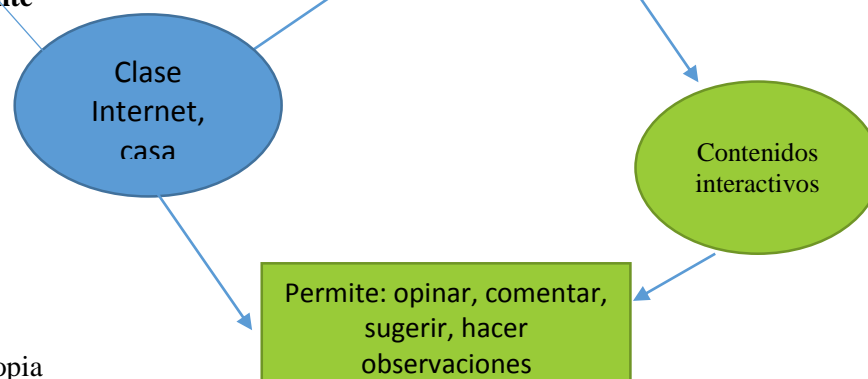 Clase
Internet,
casa
Contenidos
interactivos
Permite: opinar, comentar,
sugerir, hacer
observaciones